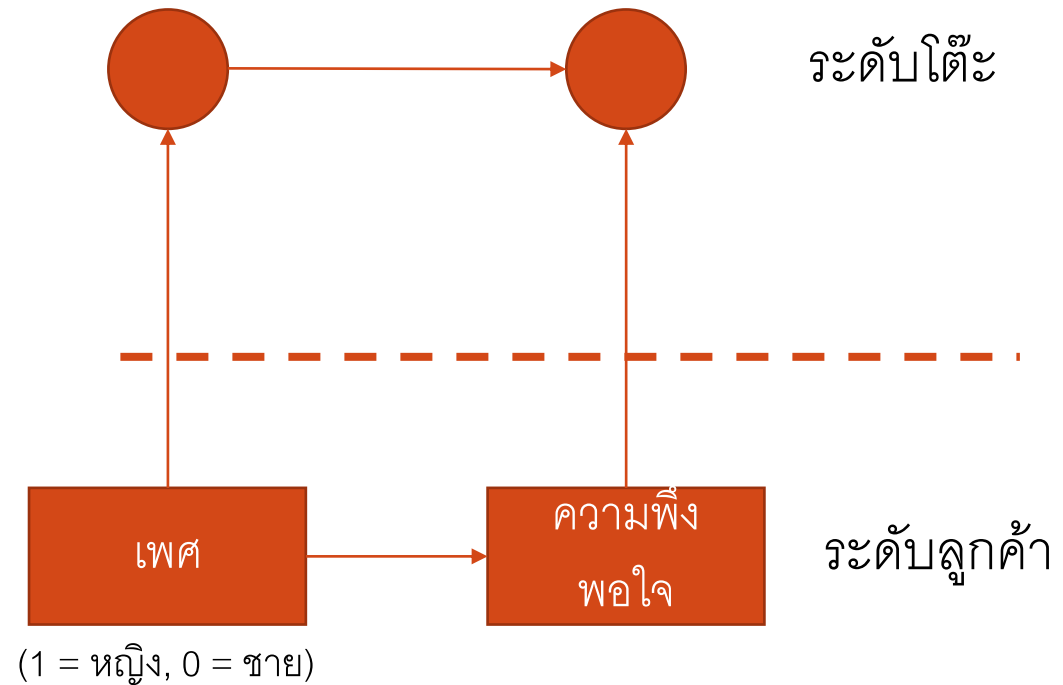 ระดับโต๊ะ
เพศ
ความพึง
พอใจ
ระดับลูกค้า
(1 = หญิง, 0 = ชาย)